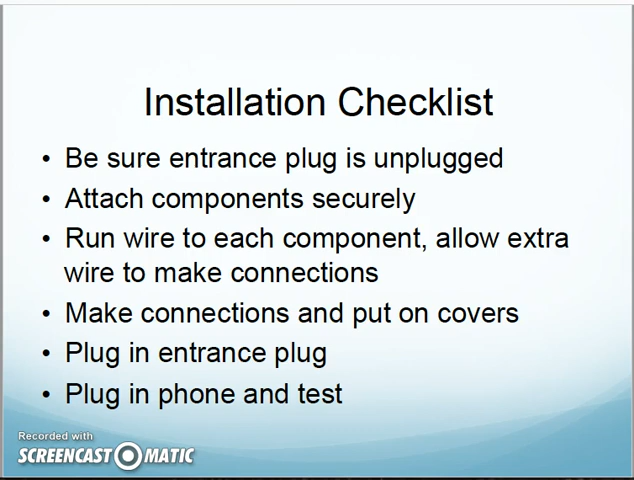 Installation Checklist
• Be sure entrance plug is unplugged
• Attach components securely
• Run wire to each component, allow extra
wire to make connections
• Make connections and put on covers
• Plug in entrance plug
• Plug in phone and test
Recorded with
SCREENCAST-O-MATIC